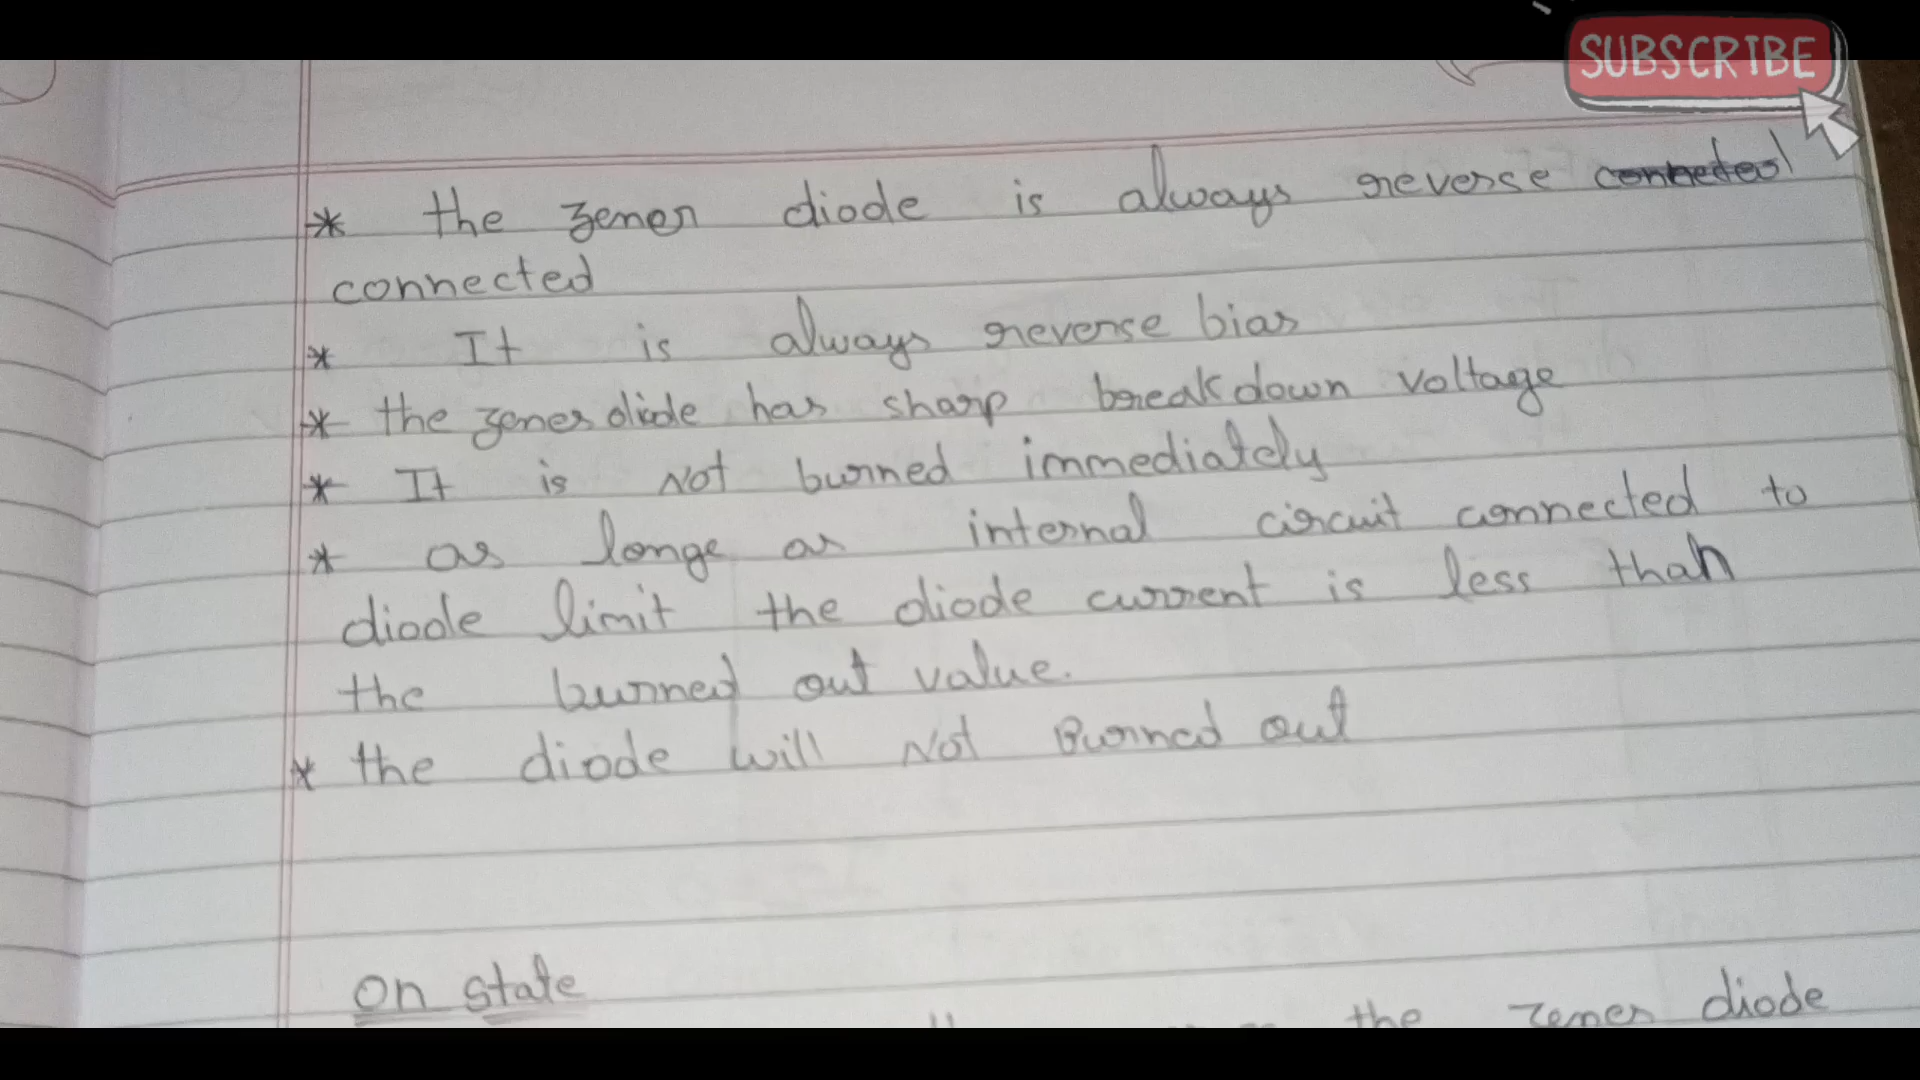 SUBSCRIBE
* the zener diode is always reverse connected
connected
* It is always reverse bias
* the zener diode has sharp breakdown voltage
* It is Not burned immediately
* as longe as internal circuit connected to
diode limit the diode current is less than
the burned out value.
* the diode will Not Burned out
On state
the zener diode